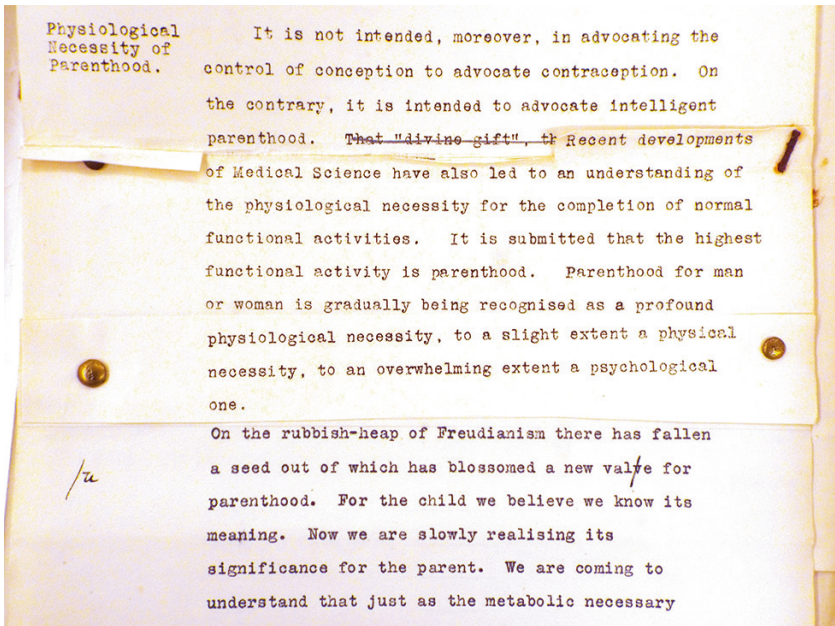 Physiological
Necessity of
Parenthood.
It is not intended, moreover, in advocating the
control of conception to advocate contraception. On
the contrary, it is intended to advocate intelligent
parenthood. That "divine gift", th Recent developments
of Medical Science have also led to an understanding of
the physiological necessity for the completion of normal
functional activities. It is submitted that the highest
functional activity is parenthood. Parenthood for man
or woman is gradually being recognised as a profound
physiological necessity, to a slight extent a physical
necessity, to an overwhelming extent a psychological
one.
On the rubbish-heap of Freudianism there has fallen
a seed out of which has blossomed a new valve for
/u
parenthood. For the child we believe we know its
meaning. Now we are slowly realising its
significance for the parent. We are coming to
understand that just as the metabolic necessary